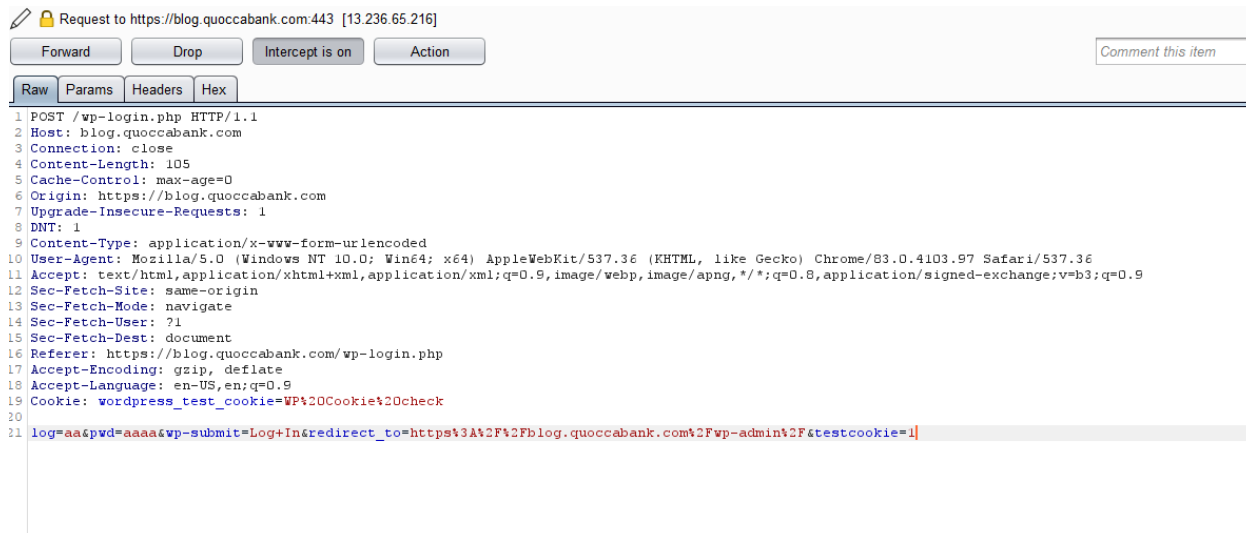 Request to https://blog.quoccabank.com:443 [13.236.65.216]
Forward Drop Intercept is on Action Comment this item
Raw Params Headers Hex
1 POST /wp-login.php HTTP/1.1
2 Host: blog.quoccabank.com
3 Connection: close
4 Content-Length: 105
5 Cache-Control: max-age=0
6 Origin: https://blog.quoccabank.com
7 Upgrade-Insecure-Requests: 1
8 DNT: 1
9 Content-Type: application/x-www-form-urlencoded
10 User-Agent: Mozilla/5.0 (Windows NT 10.0; Win64; x64) AppleWebKit/537.36 (KHTML, like Gecko) Chrome/83.0.4103.97 Safari/537.36
11 Accept: text/html,application/xhtml+xml,application/xml;q=0.9,image/webp,image/apng,*/*;q=0.8,application/signed-exchange;v=b3;q=0.9
12 Sec-Fetch-Site: same-origin
13 Sec-Fetch-Mode: navigate
14 Sec-Fetch-User: ?1
15 Sec-Fetch-Dest: document
16 Referer: https://blog.quoccabank.com/wp-login.php
17 Accept-Encoding: gzip, deflate
18 Accept-Language: en-US,en;q=0.9
19 Cookie: wordpress_test_cookie=WP%20Cookie%20check
20
21 log=aa&pwd=aaaa&wp-submit=Log+In&redirect_to=https%3A%2F%2Fblog.quoccabank.com%2Fwp-admin%2F&testcookie=1